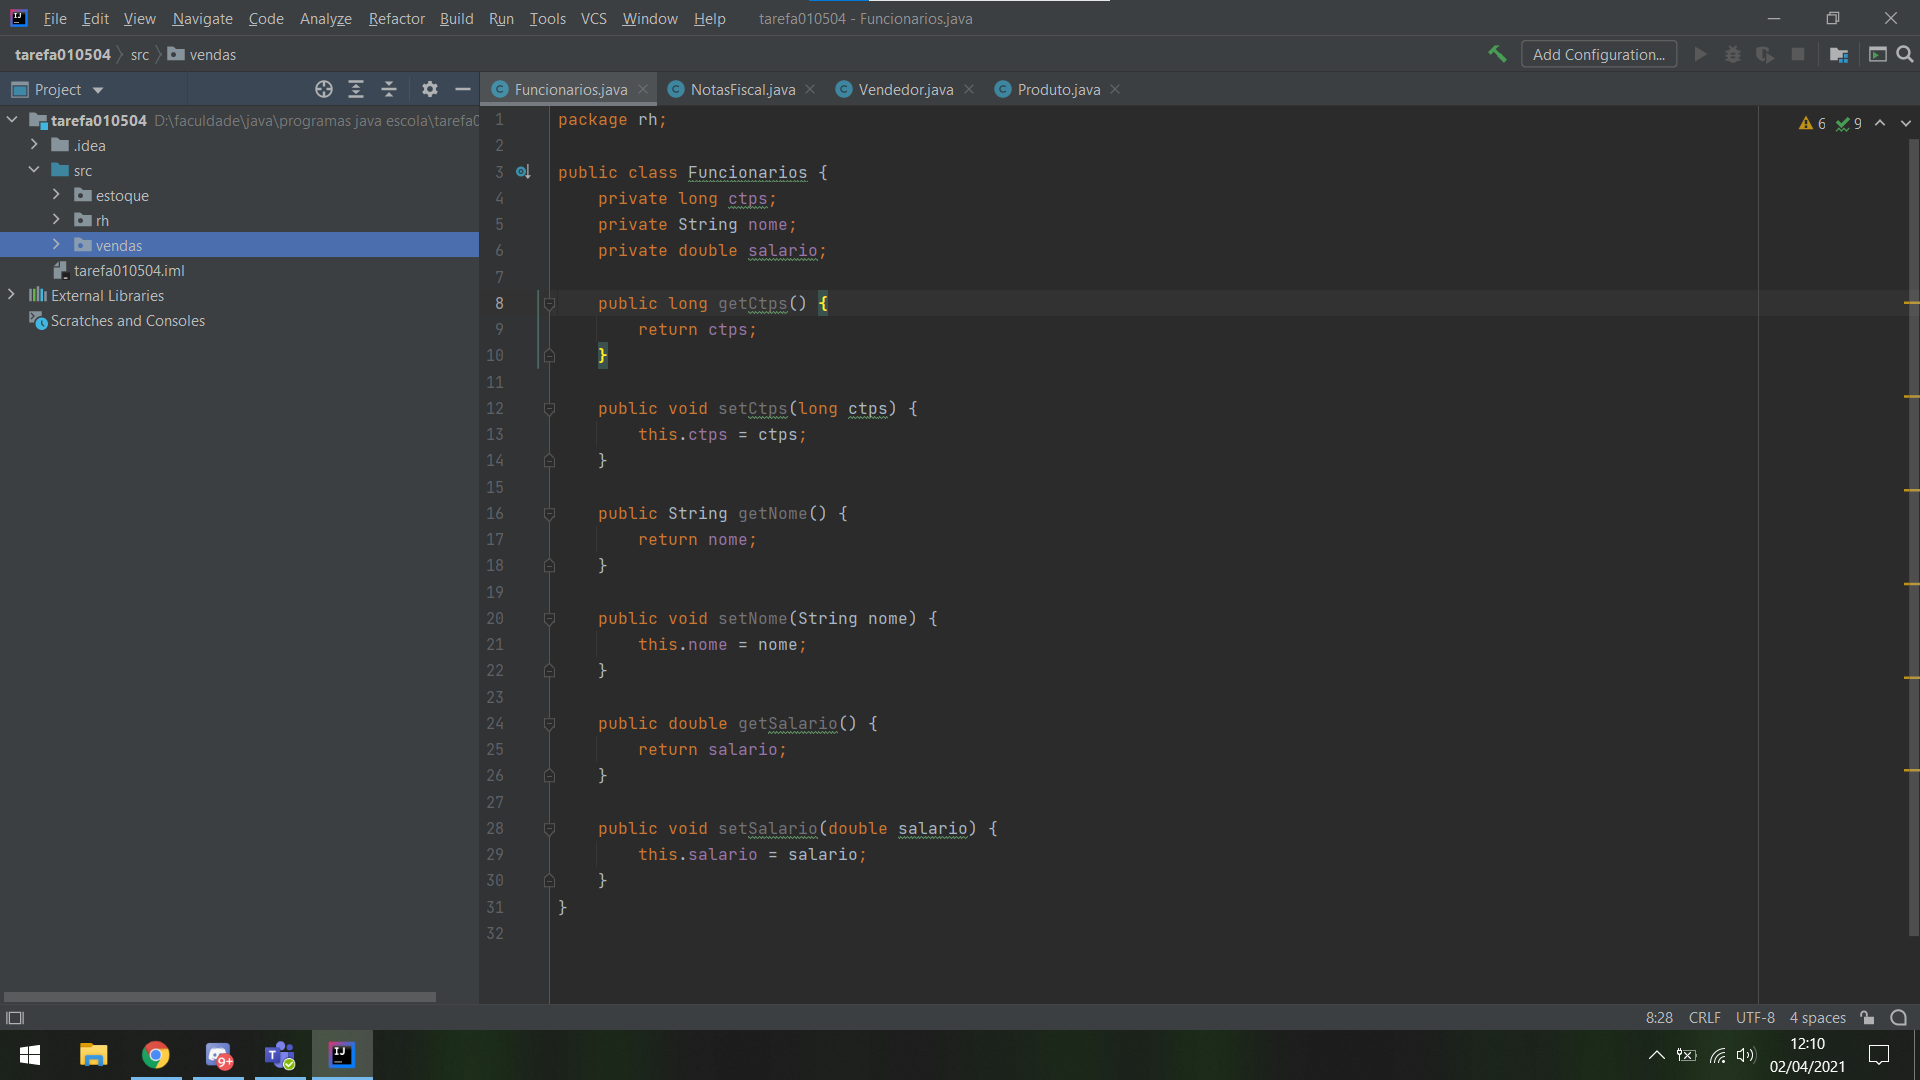 File Edit View Navigate Code Analyze Refactor Build Run Tools VCS Window Help tarefa010504 - Funcionarios.java
tarefa010504 src vendas
Add Configuration...
Project
Funcionarios.java NotasFiscal.java Vendedor.java Produto.java
tarefa010504 D:\faculdade\java\programas java escola\tarefa0
.idea
src
estoque
rh
vendas
tarefa010504.iml
External Libraries
Scratches and Consoles
6 9
1 package rh;
2
3 public class Funcionarios {
4 private long ctps;
5 private String nome;
6 private double salario;
7
8 public long getCtps() {
9 return ctps;
10 }
11
12 public void setCtps(long ctps) {
13 this.ctps = ctps;
14 }
15
16 public String getNome() {
17 return nome;
18 }
19
20 public void setNome(String nome) {
21 this.nome = nome;
22 }
23
24 public double getSalario() {
25 return salario;
26 }
27
28 public void setSalario(double salario) {
29 this.salario = salario;
30 }
31 }
32
8:28 CRLF UTF-8 4 spaces
9+
12:10
02/04/2021